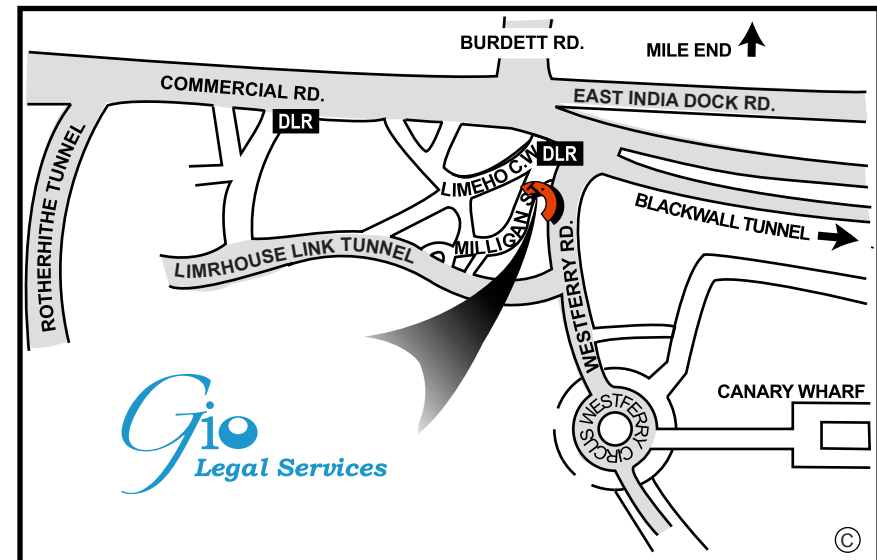 BURDETT RD.
MILE END
COMMERCIAL RD.
EAST INDIA DOCK RD.
DLR
DLR
LIMEHO C.W
ROTHERHITHE TUNNEL
MILLIGAN ST.
BLACKWALL TUNNEL
LIMRHOUSE LINK TUNNEL
WESTFERRY RD.
CANARY WHARF
WESTFERRY CIRCUS
Gio
Legal Services
©